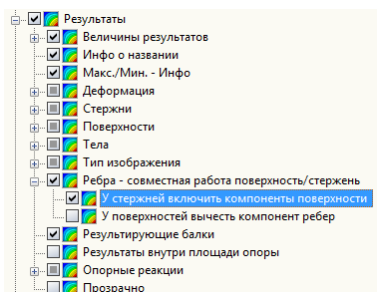 Результаты
Величины результатов
Инфо о названии
Макс./Мин. - Инфо
Деформация
Стержни
Поверхности
Тела
Тип изображения
Ребра - совместная работа поверхность/стержень
У стержней включить компоненты поверхности
У поверхностей вычесть компонент ребер
Результирующие балки
Результаты внутри площади опоры
Опорные реакции
Прозрачно